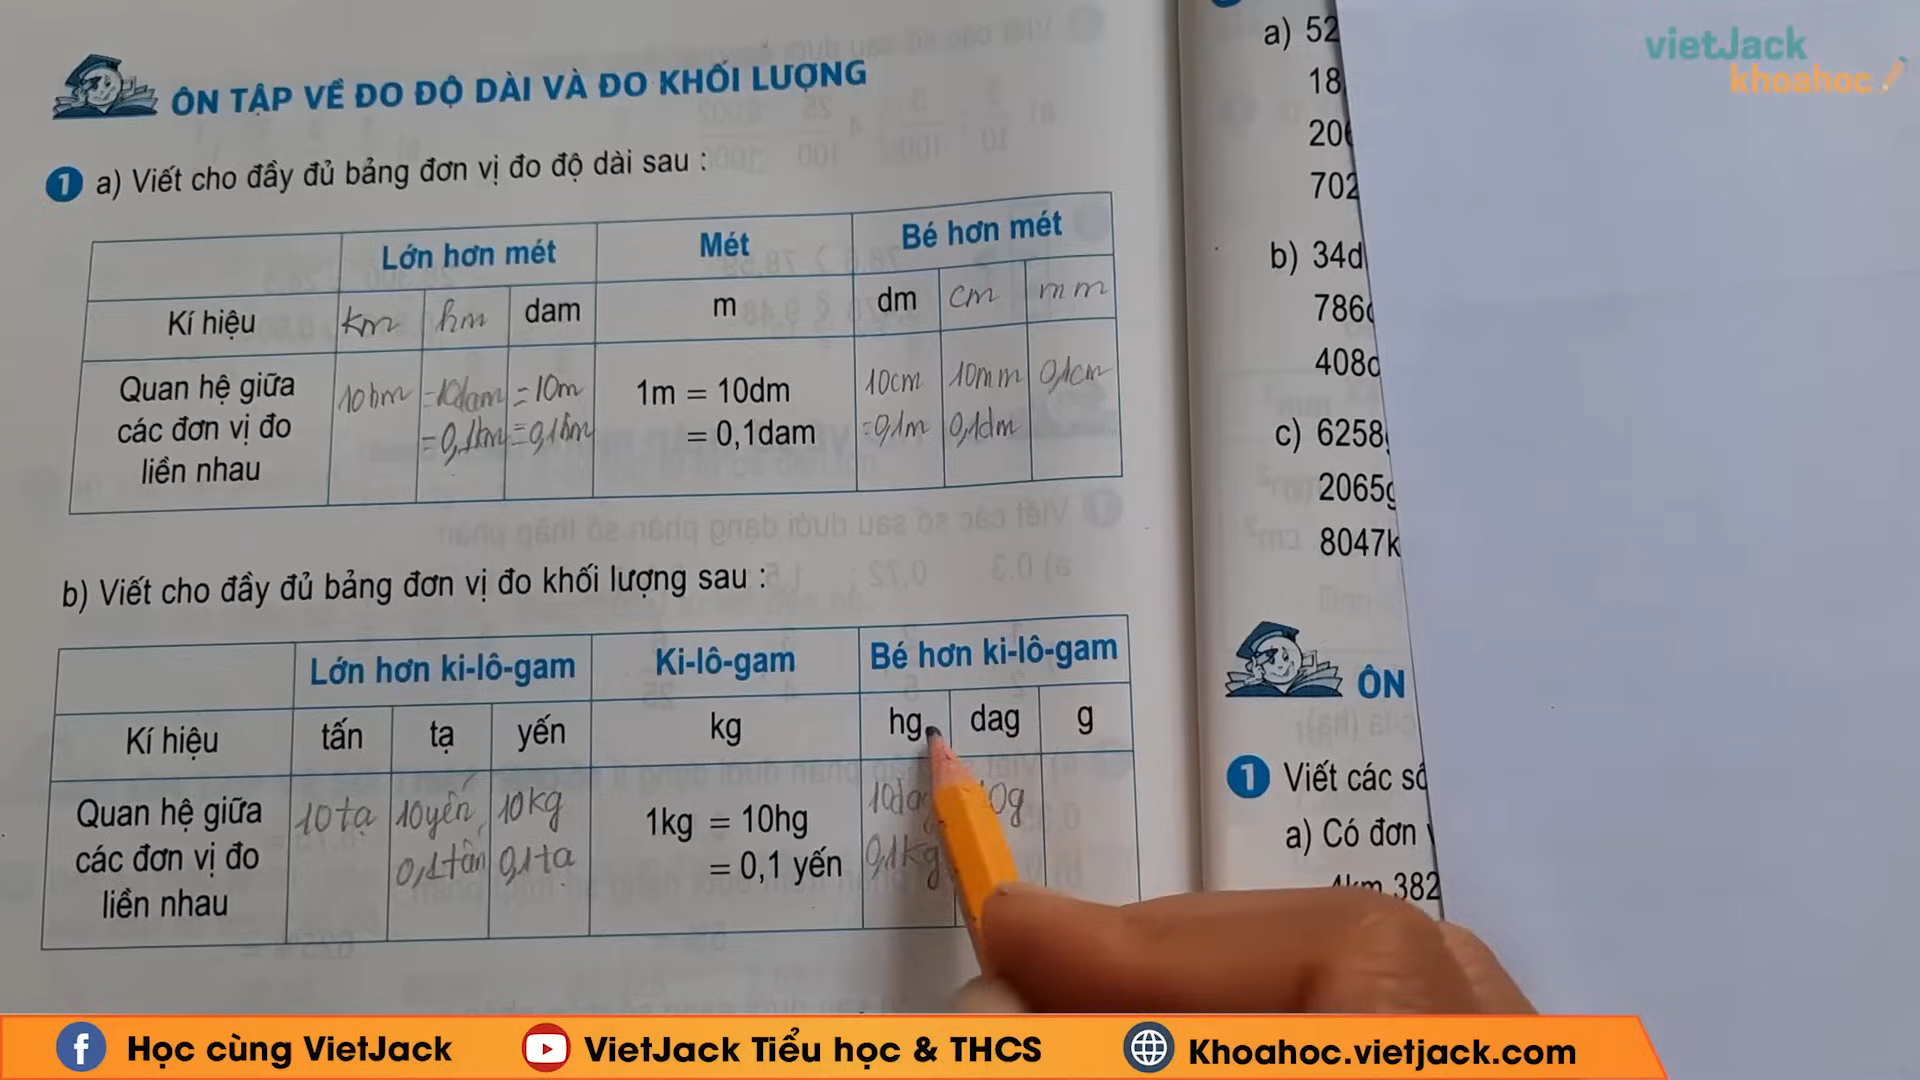 vietJack
khoahoc
ÔN TẬP VỀ ĐO ĐỘ DÀI VÀ ĐO KHỐI LƯỢNG
1 a) Viết cho đầy đủ bảng đơn vị đo độ dài sau :
Lớn hơn mét Mét Bé hơn mét
Kí hiệu km hm dam m dm cm mm
Quan hệ giữa các đơn vị đo liền nhau
10hm =10dam =10m 1m = 10dm 10cm 10mm 0,1cm
=0,1km =0,1hm = 0,1dam =0,1m 0,1dm
b) Viết cho đầy đủ bảng đơn vị đo khối lượng sau :
Lớn hơn ki-lô-gam Ki-lô-gam Bé hơn ki-lô-gam
Kí hiệu tấn tạ yến kg hg dag g
Quan hệ giữa các đơn vị đo liền nhau
10tạ 10yến 10kg 1kg = 10hg
0,1tấn 0,1tạ = 0,1 yến 0,1kg
a) 52
18
702
b) 34d
c) 6258
2065g
8047k
ÔN
1 Viết các số
a) Có đơn
382
Học cùng VietJack
VietJack Tiểu học & THCS
Khoahoc.vietjack.com